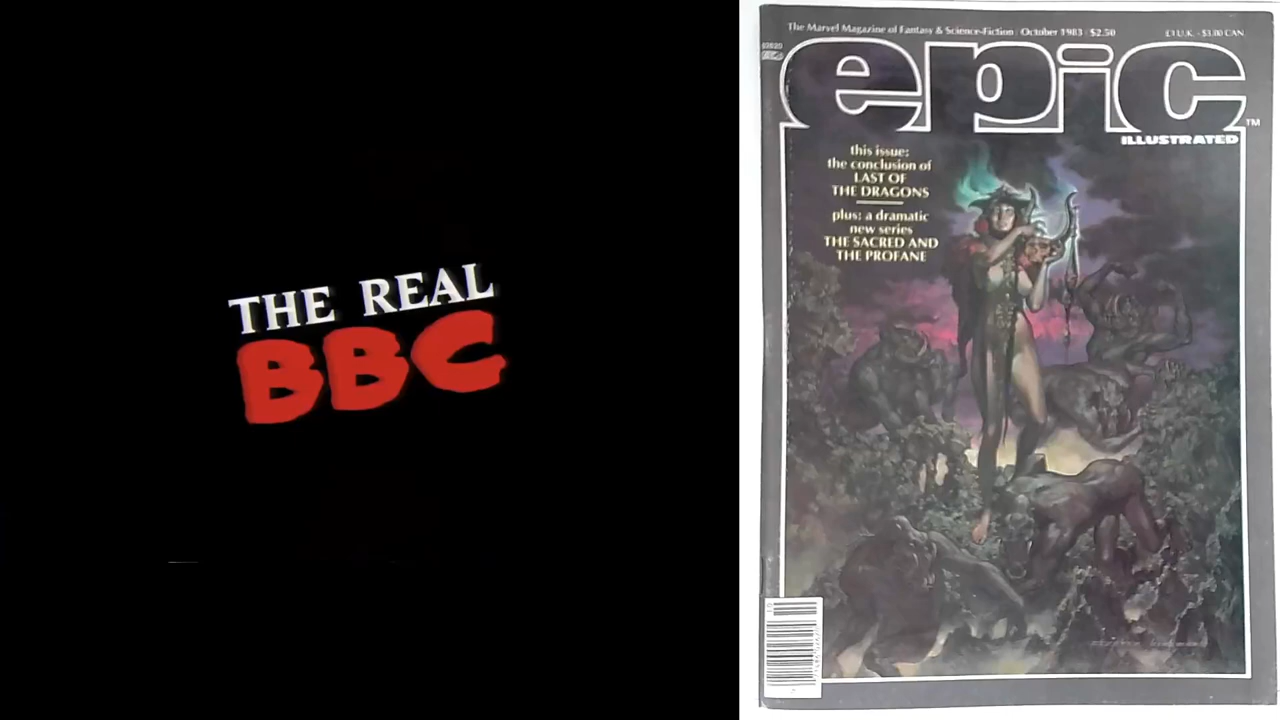 THE REAL
BBC
The Marvel Magazine of Fantasy & Science-Fiction October 1983 $2.50
£1 U.K. - $3.00 CAN
epic
TM
ILLUSTRATED
this issue:
the conclusion of
LAST OF
THE DRAGONS
plus: a dramatic
new series
THE SACRED AND
THE PROFANE